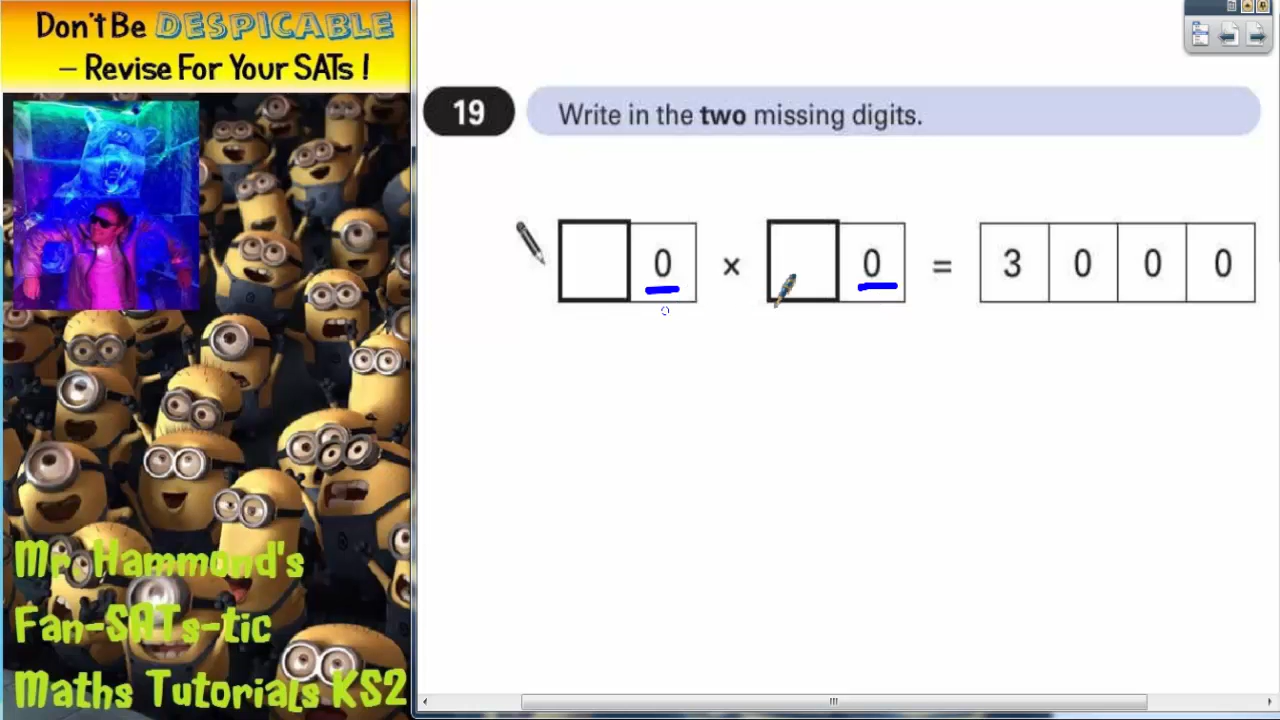 Don't Be DESPICABLE
– Revise For Your SATs !
19 Write in the two missing digits.
0 × 0 = 3 0 0 0
Mr. Hammond's
Fan-SATs-tic
Maths Tutorials KS2